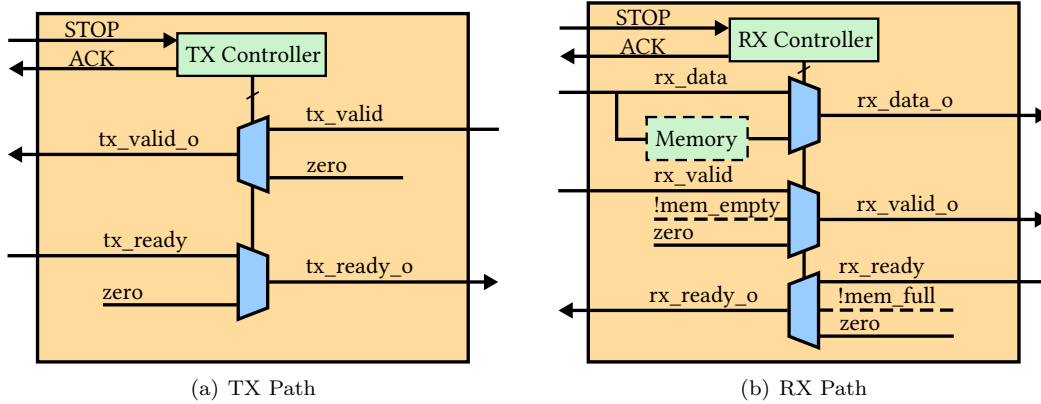 STOP
TX Controller
ACK
tx_valid
tx_valid_o
zero
tx_ready
tx_ready_o
zero
(a) TX Path
STOP
RX Controller
ACK
rx_data
rx_data_o
Memory
rx_valid
!mem_empty
rx_valid_o
zero
rx_ready
rx_ready_o
!mem_full
zero
(b) RX Path